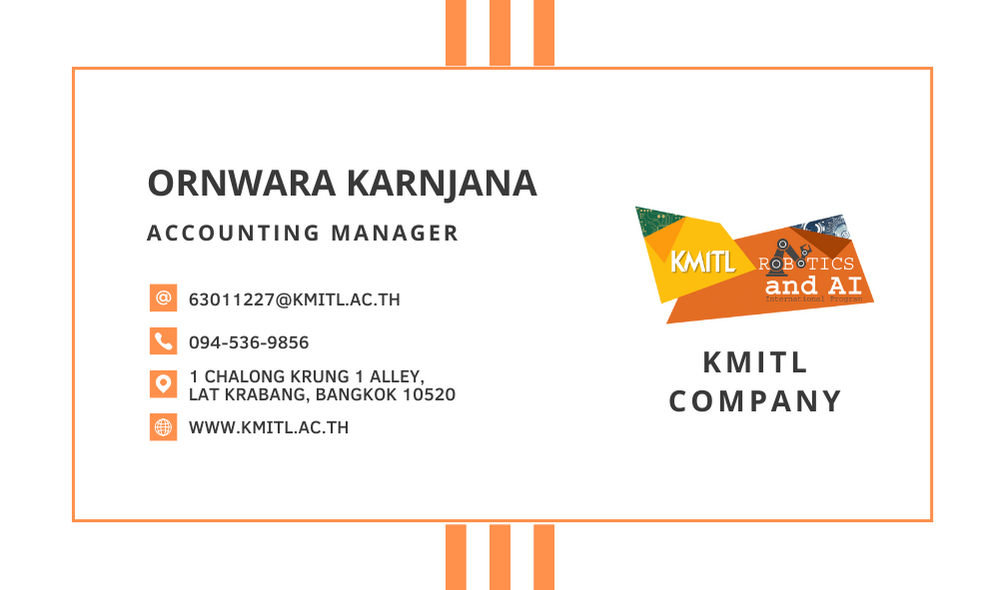 ORNWARA KARNJANA
ACCOUNTING MANAGER
@ 63011227@KMITL.AC.TH
094-536-9856
1 CHALONG KRUNG 1 ALLEY,
LAT KRABANG, BANGKOK 10520
WWW.KMITL.AC.TH
KMITL
ROBOTICS
and AI
International Program
KMITL
COMPANY